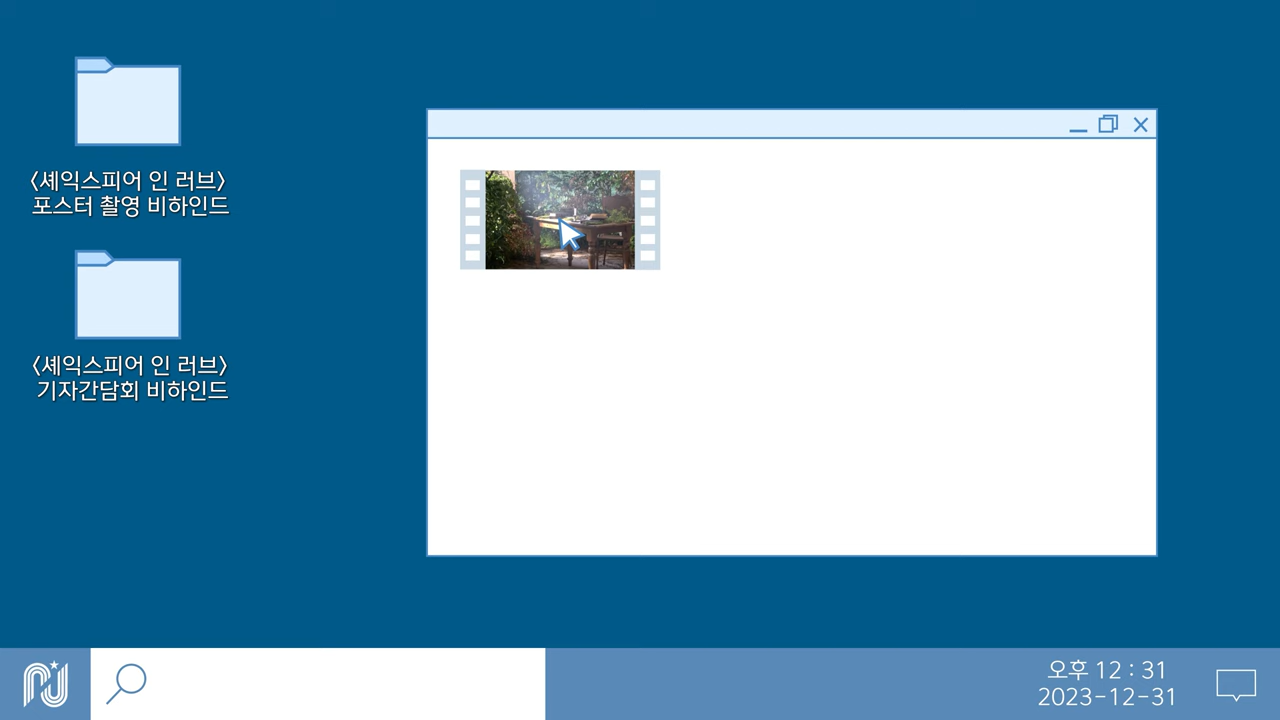 〈셰익스피어 인 러브〉
포스터 촬영 비하인드
〈셰익스피어 인 러브〉
기자간담회 비하인드
오후 12 : 31
2023-12-31